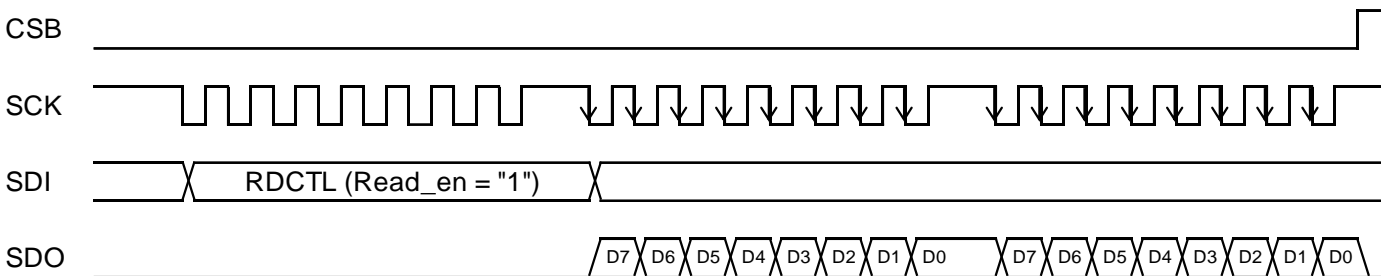 CSB
SCK
SDI RDCTL (Read_en = "1")
SDO D7 D6 D5 D4 D3 D2 D1 D0 D7 D6 D5 D4 D3 D2 D1 D0